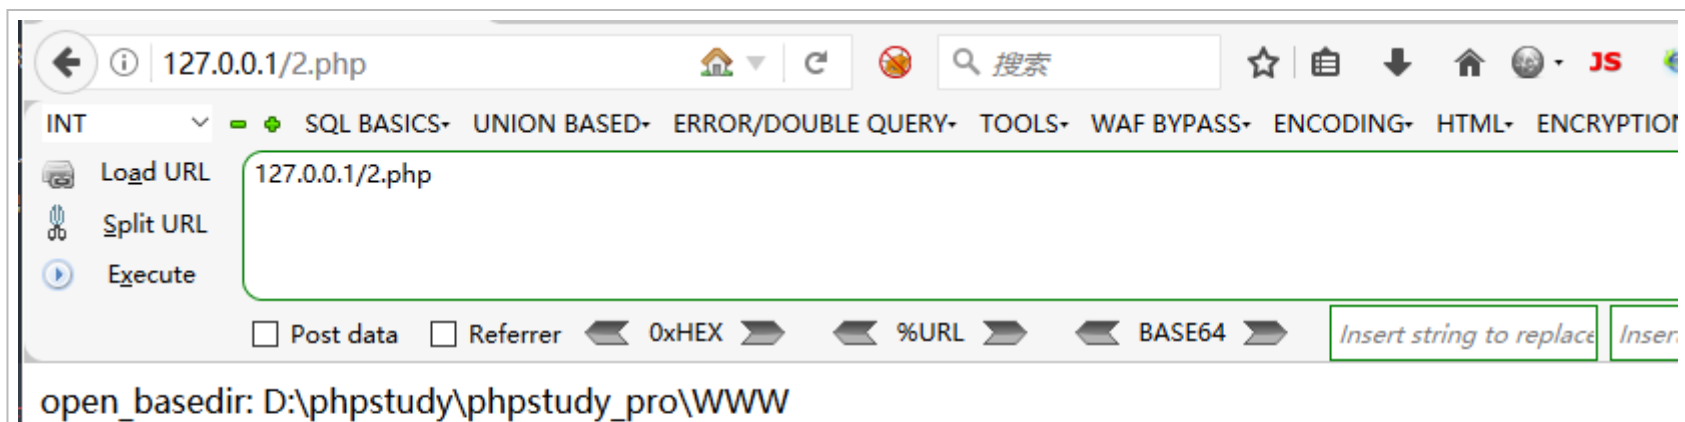 127.0.0.1/2.php 搜索 JS
INT SQL BASICS UNION BASED ERROR/DOUBLE QUERY TOOLS WAF BYPASS ENCODING HTML ENCRYPTION
Load URL 127.0.0.1/2.php
Split URL
Execute
Post data Referrer 0xHEX %URL BASE64 Insert string to replace Inser
open_basedir: D:\phpstudy\phpstudy_pro\WWW